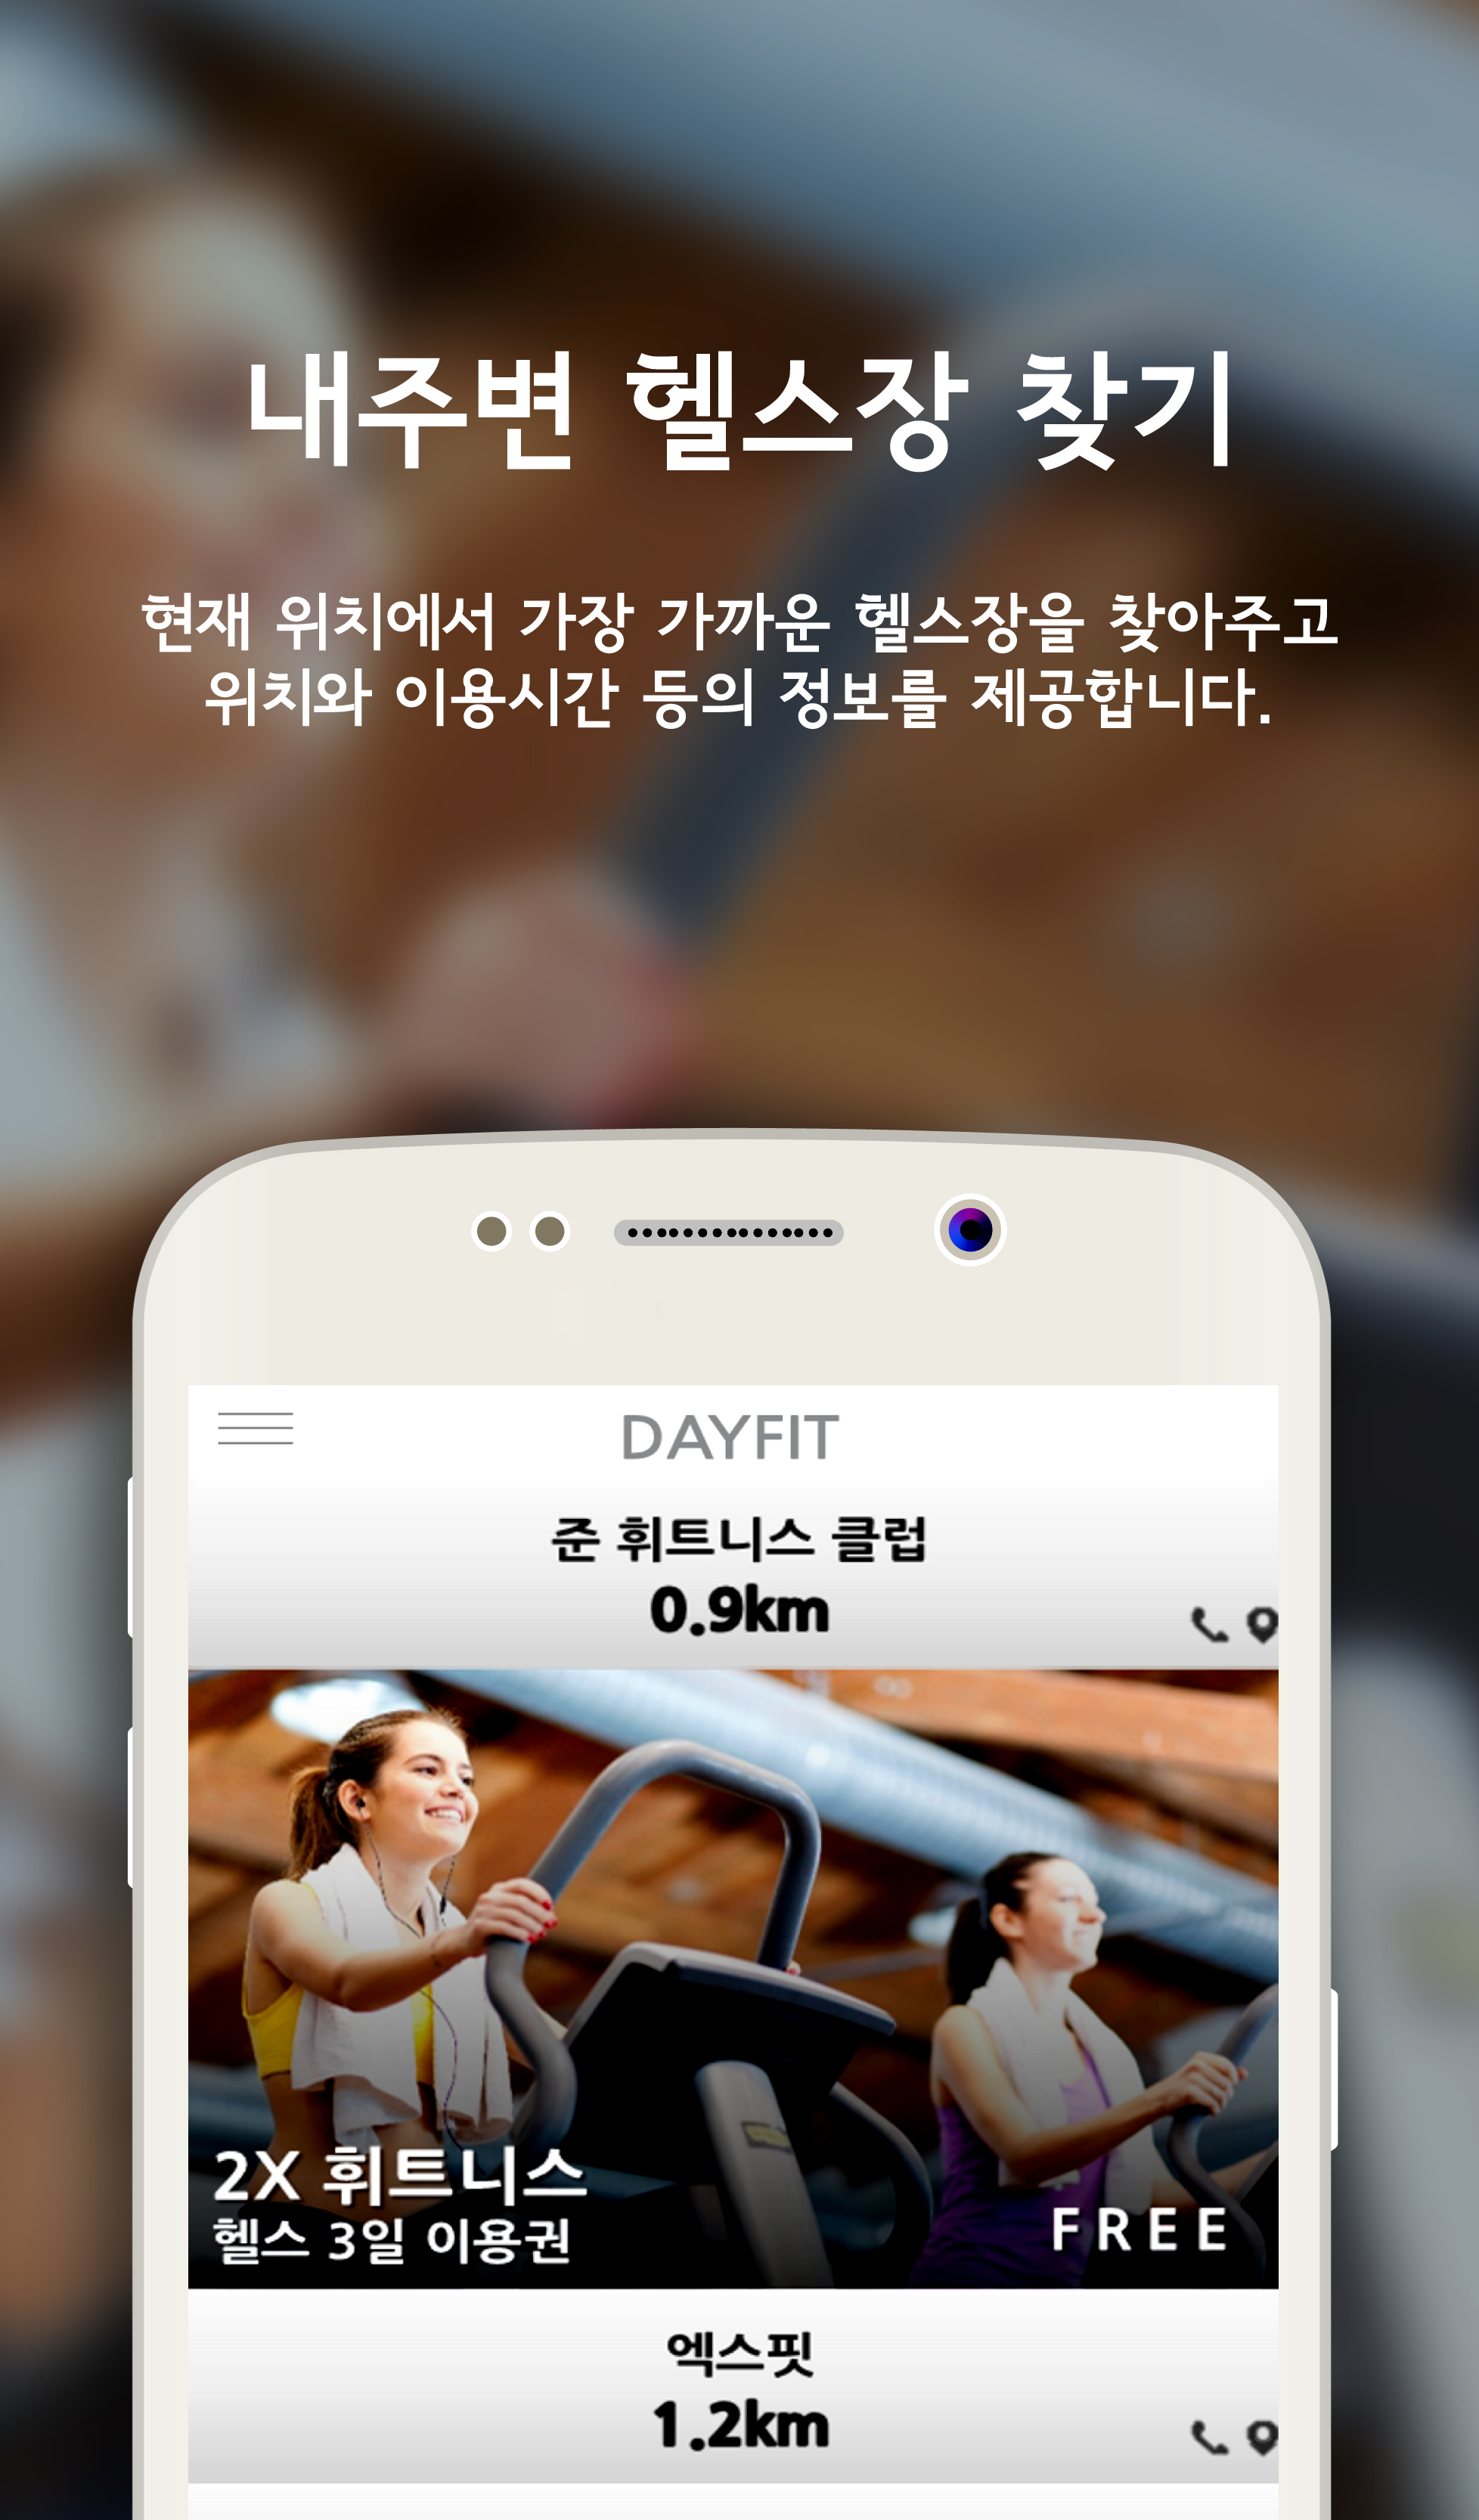 내주변 헬스장 찾기
현재 위치에서 가장 가까운 헬스장을 찾아주고
위치와 이용시간 등의 정보를 제공합니다.
DAYFIT
준 휘트니스 클럽
0.9km
2X 휘트니스
헬스 3일 이용권
FREE
엑스핏
1.2km